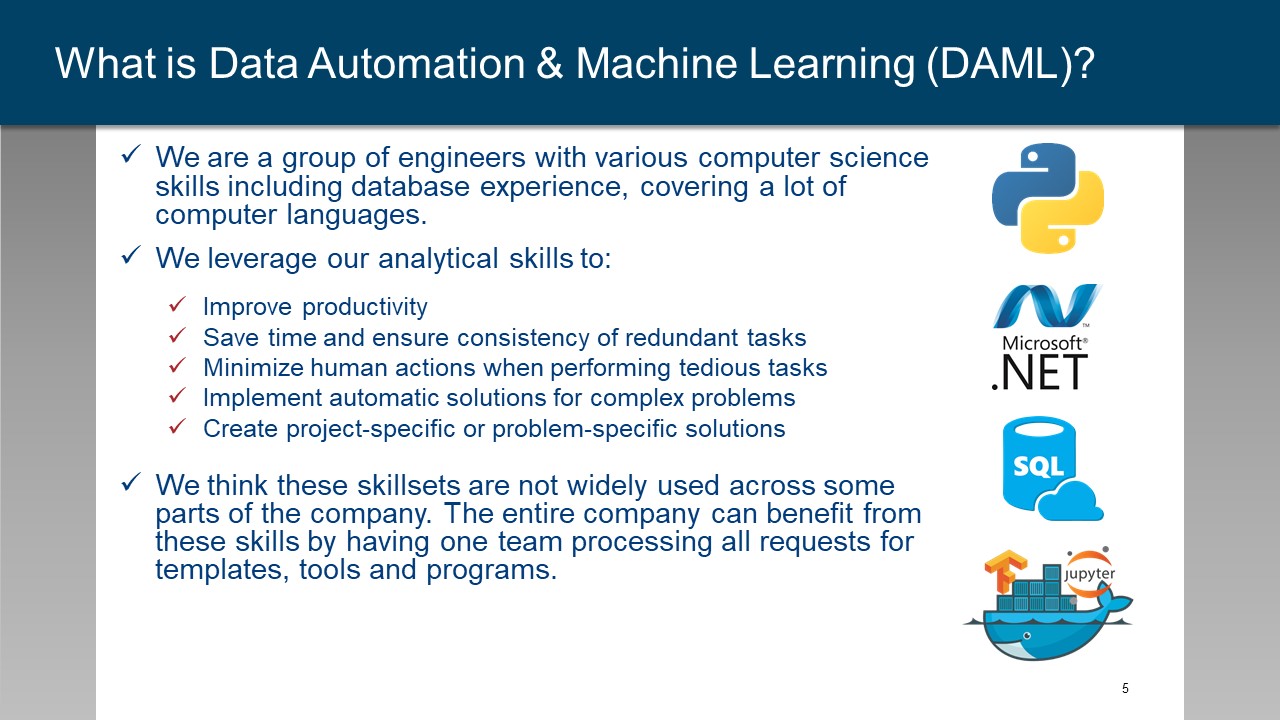 What is Data Automation & Machine Learning (DAML)?
We are a group of engineers with various computer science
skills including database experience, covering a lot of
computer languages.
We leverage our analytical skills to:
Improve productivity
Save time and ensure consistency of redundant tasks
Minimize human actions when performing tedious tasks
Implement automatic solutions for complex problems
Create project-specific or problem-specific solutions
We think these skillsets are not widely used across some
parts of the company. The entire company can benefit from
these skills by having one team processing all requests for
templates, tools and programs.
™
Microsoft®
.NET
SQL
jupyter
5